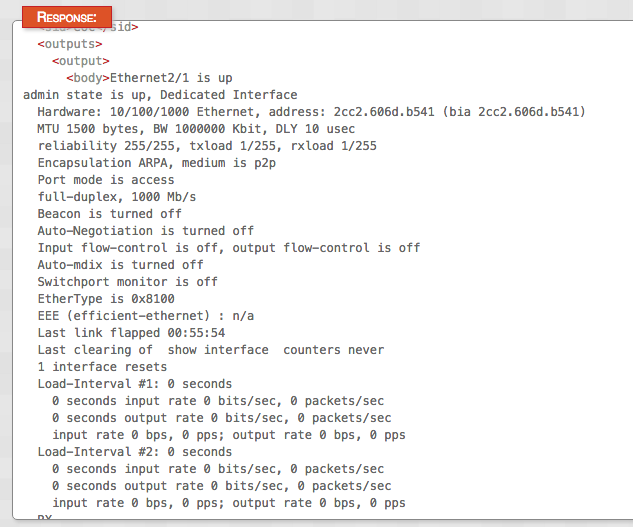 Response:
<sid>eoc</sid>
<outputs>
<output>
<body>Ethernet2/1 is up
admin state is up, Dedicated Interface
Hardware: 10/100/1000 Ethernet, address: 2cc2.606d.b541 (bia 2cc2.606d.b541)
MTU 1500 bytes, BW 1000000 Kbit, DLY 10 usec
reliability 255/255, txload 1/255, rxload 1/255
Encapsulation ARPA, medium is p2p
Port mode is access
full-duplex, 1000 Mb/s
Beacon is turned off
Auto-Negotiation is turned off
Input flow-control is off, output flow-control is off
Auto-mdix is turned off
Switchport monitor is off
EtherType is 0x8100
EEE (efficient-ethernet) : n/a
Last link flapped 00:55:54
Last clearing of  show interface  counters never
1 interface resets
Load-Interval #1: 0 seconds
0 seconds input rate 0 bits/sec, 0 packets/sec
0 seconds output rate 0 bits/sec, 0 packets/sec
input rate 0 bps, 0 pps; output rate 0 bps, 0 pps
Load-Interval #2: 0 seconds
0 seconds input rate 0 bits/sec, 0 packets/sec
0 seconds output rate 0 bits/sec, 0 packets/sec
input rate 0 bps, 0 pps; output rate 0 bps, 0 pps
RX